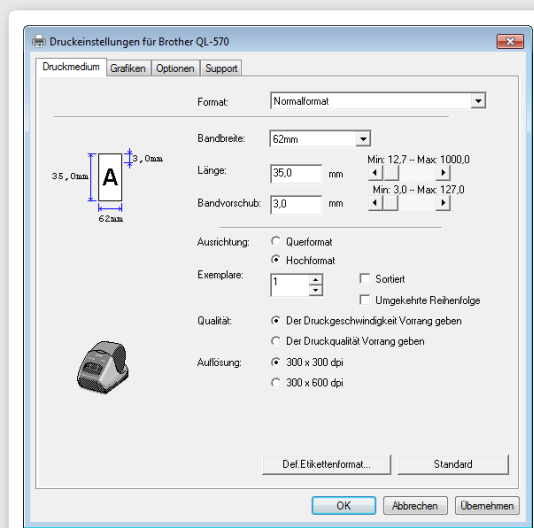 Druckeinstellungen für Brother QL-570
Druckmedium Grafiken Optionen Support
Format: Normalformat
Bandbreite: 62mm
Länge: 35,0 mm Min: 12,7 -- Max: 1000,0
Bandvorschub: 3,0 mm Min: 3,0 -- Max: 127,0
3,0mm
35,0mm
A
62mm
Ausrichtung: Querformat
Hochformat
Exemplare: 1 Sortiert
Umgekehrte Reihenfolge
Qualität: Der Druckgeschwindigkeit Vorrang geben
Der Druckqualität Vorrang geben
Auflösung: 300 x 300 dpi
300 x 600 dpi
Def.Etikettenformat... Standard
OK Abbrechen Übernehmen